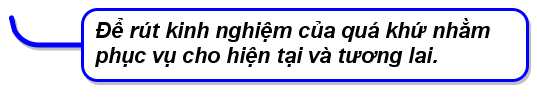 Để rút kinh nghiệm của quá khứ nhằm
phục vụ cho hiện tại và tương lai.